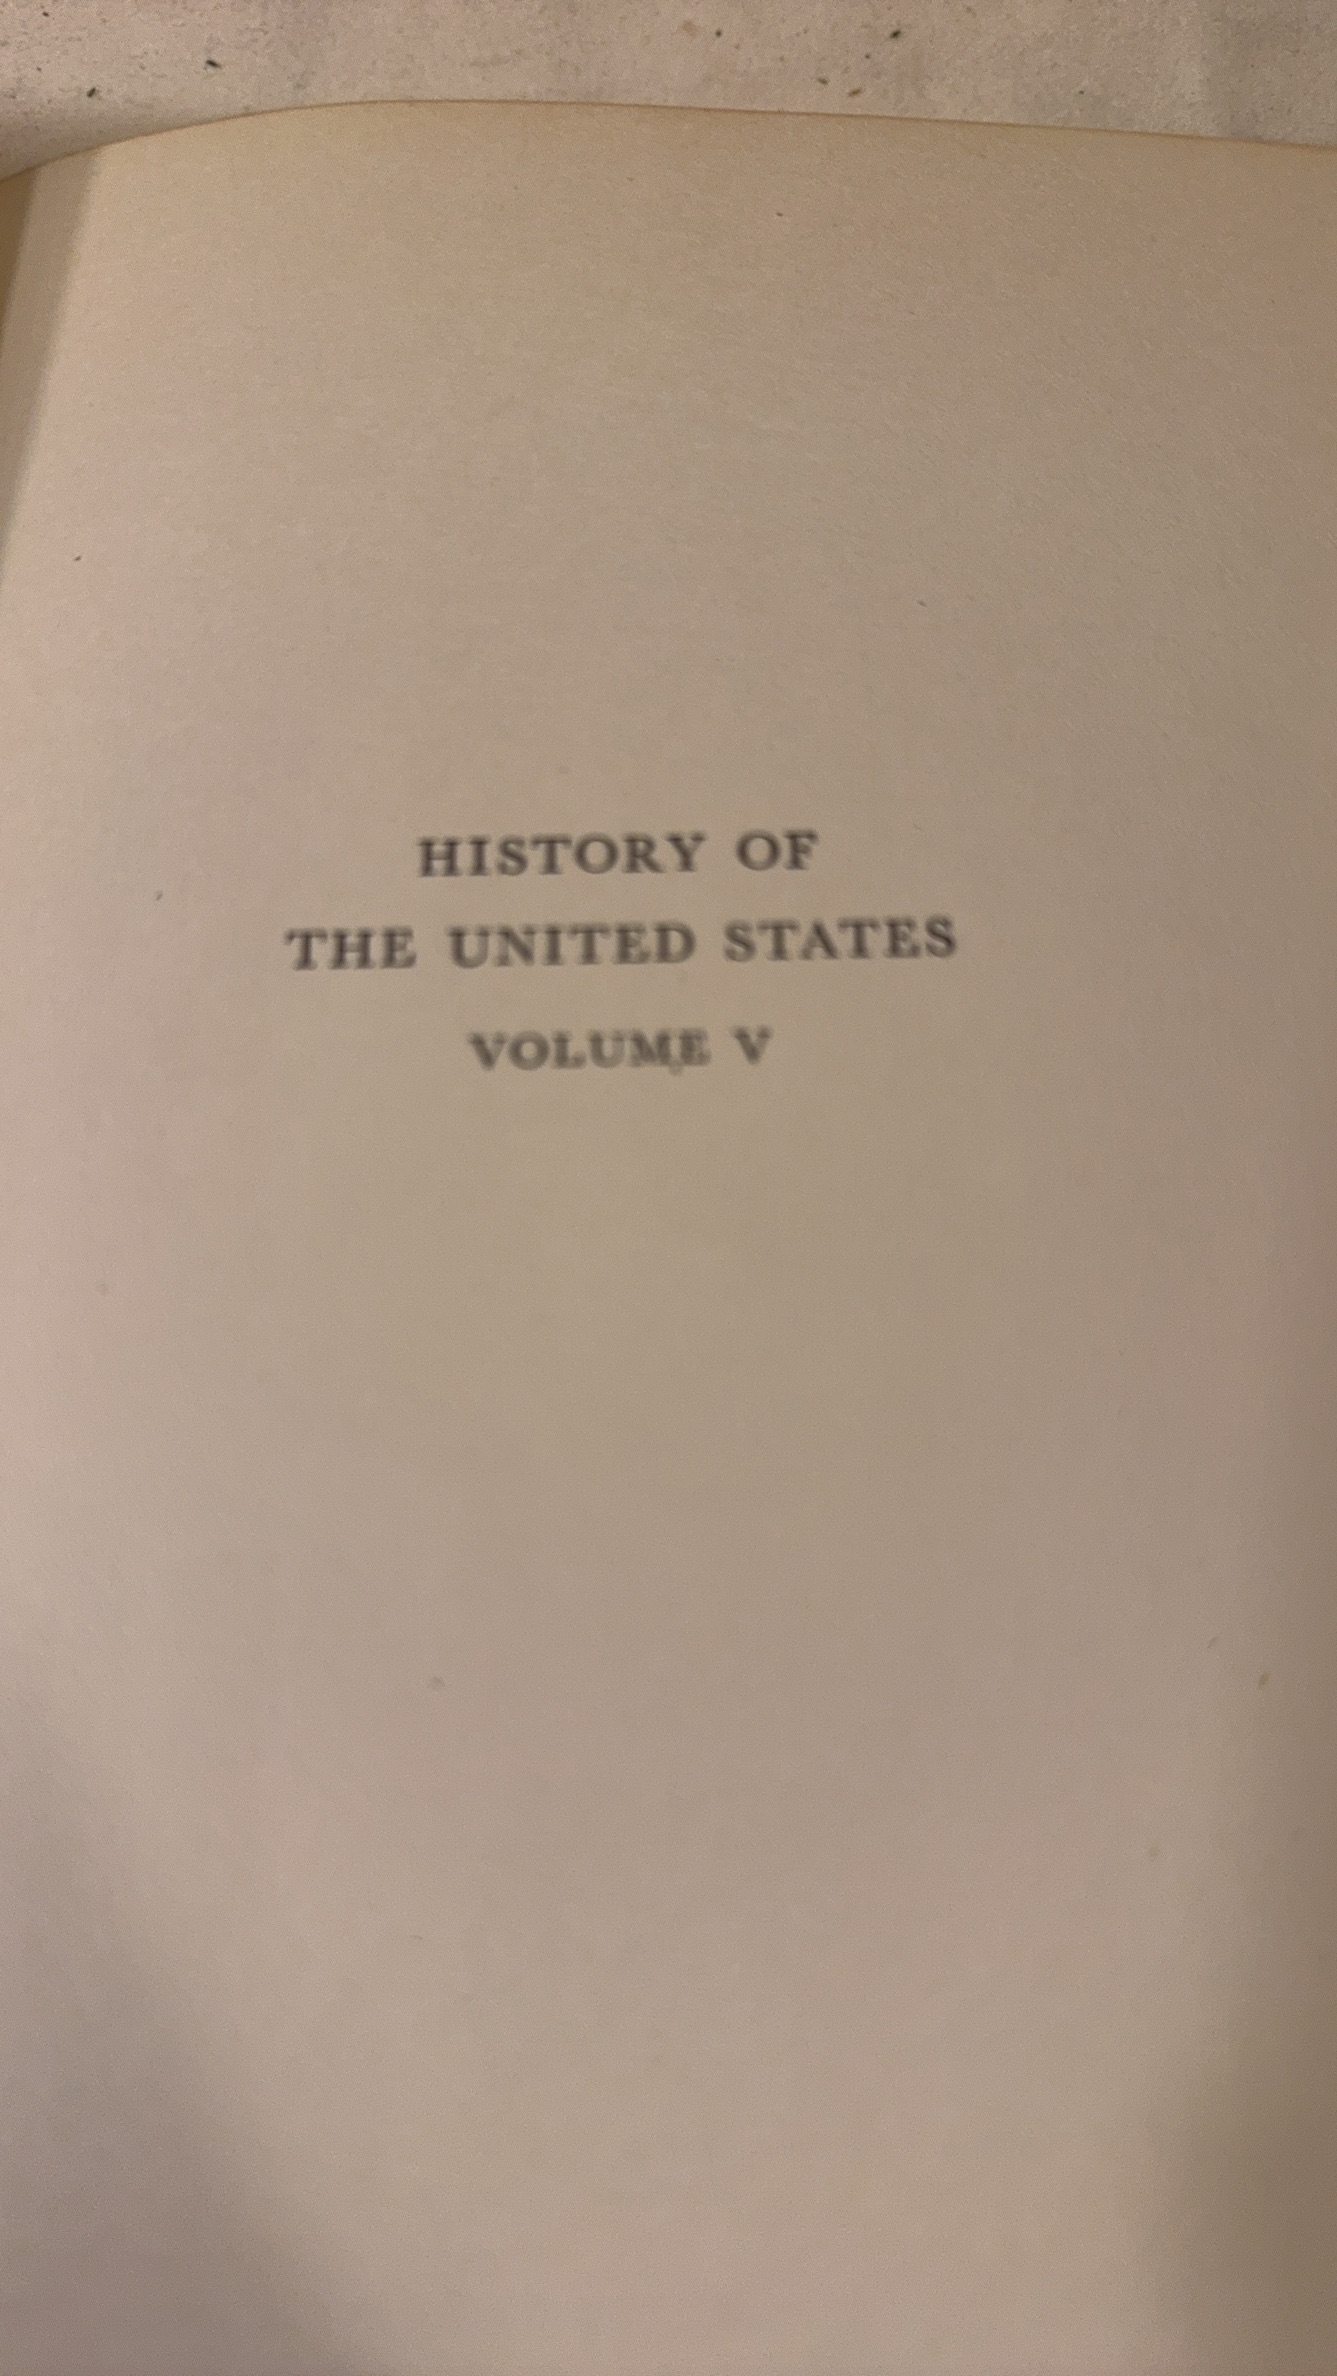 HISTORY OF
THE UNITED STATES
VOLUME V